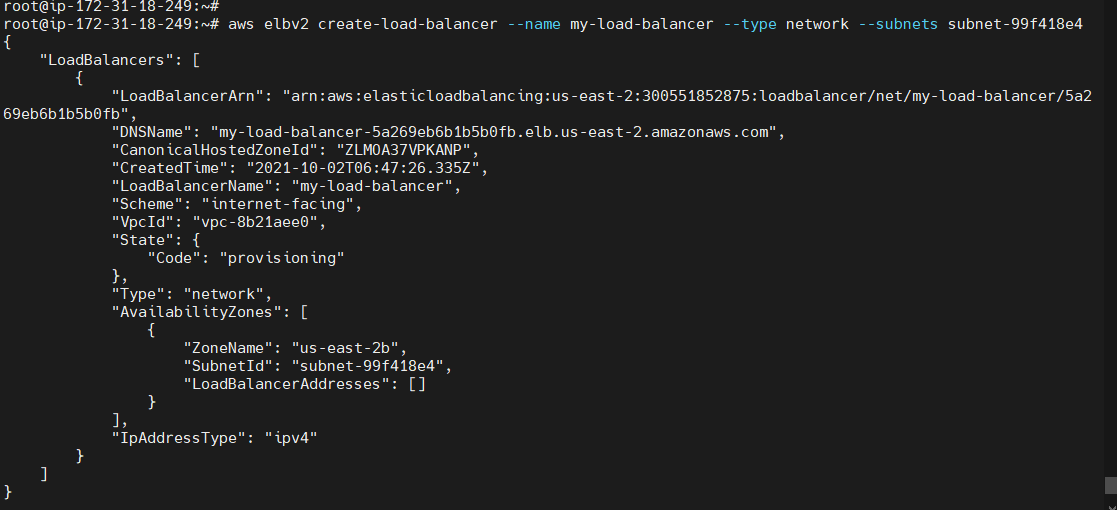 root@ip-172-31-18-249:~#
root@ip-172-31-18-249:~# aws elbv2 create-load-balancer --name my-load-balancer --type network --subnets subnet-99f418e4
{
    "LoadBalancers": [
        {
            "LoadBalancerArn": "arn:aws:elasticloadbalancing:us-east-2:300551852875:loadbalancer/net/my-load-balancer/5a2
69eb6b1b5b0fb",
            "DNSName": "my-load-balancer-5a269eb6b1b5b0fb.elb.us-east-2.amazonaws.com",
            "CanonicalHostedZoneId": "ZLMOA37VPKANP",
            "CreatedTime": "2021-10-02T06:47:26.335Z",
            "LoadBalancerName": "my-load-balancer",
            "Scheme": "internet-facing",
            "VpcId": "vpc-8b21aee0",
            "State": {
                "Code": "provisioning"
            },
            "Type": "network",
            "AvailabilityZones": [
                {
                    "ZoneName": "us-east-2b",
                    "SubnetId": "subnet-99f418e4",
                    "LoadBalancerAddresses": []
                }
            ],
            "IpAddressType": "ipv4"
        }
    ]
}